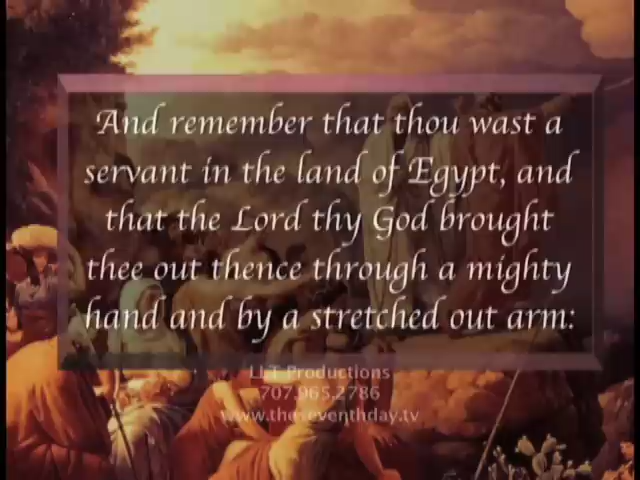 And remember that thou wast a
servant in the land of Egypt, and
that the Lord thy God brought
thee out thence through a mighty
hand and by a stretched out arm:
LLT Productions
707.965.2786
www.theseventhday.tv